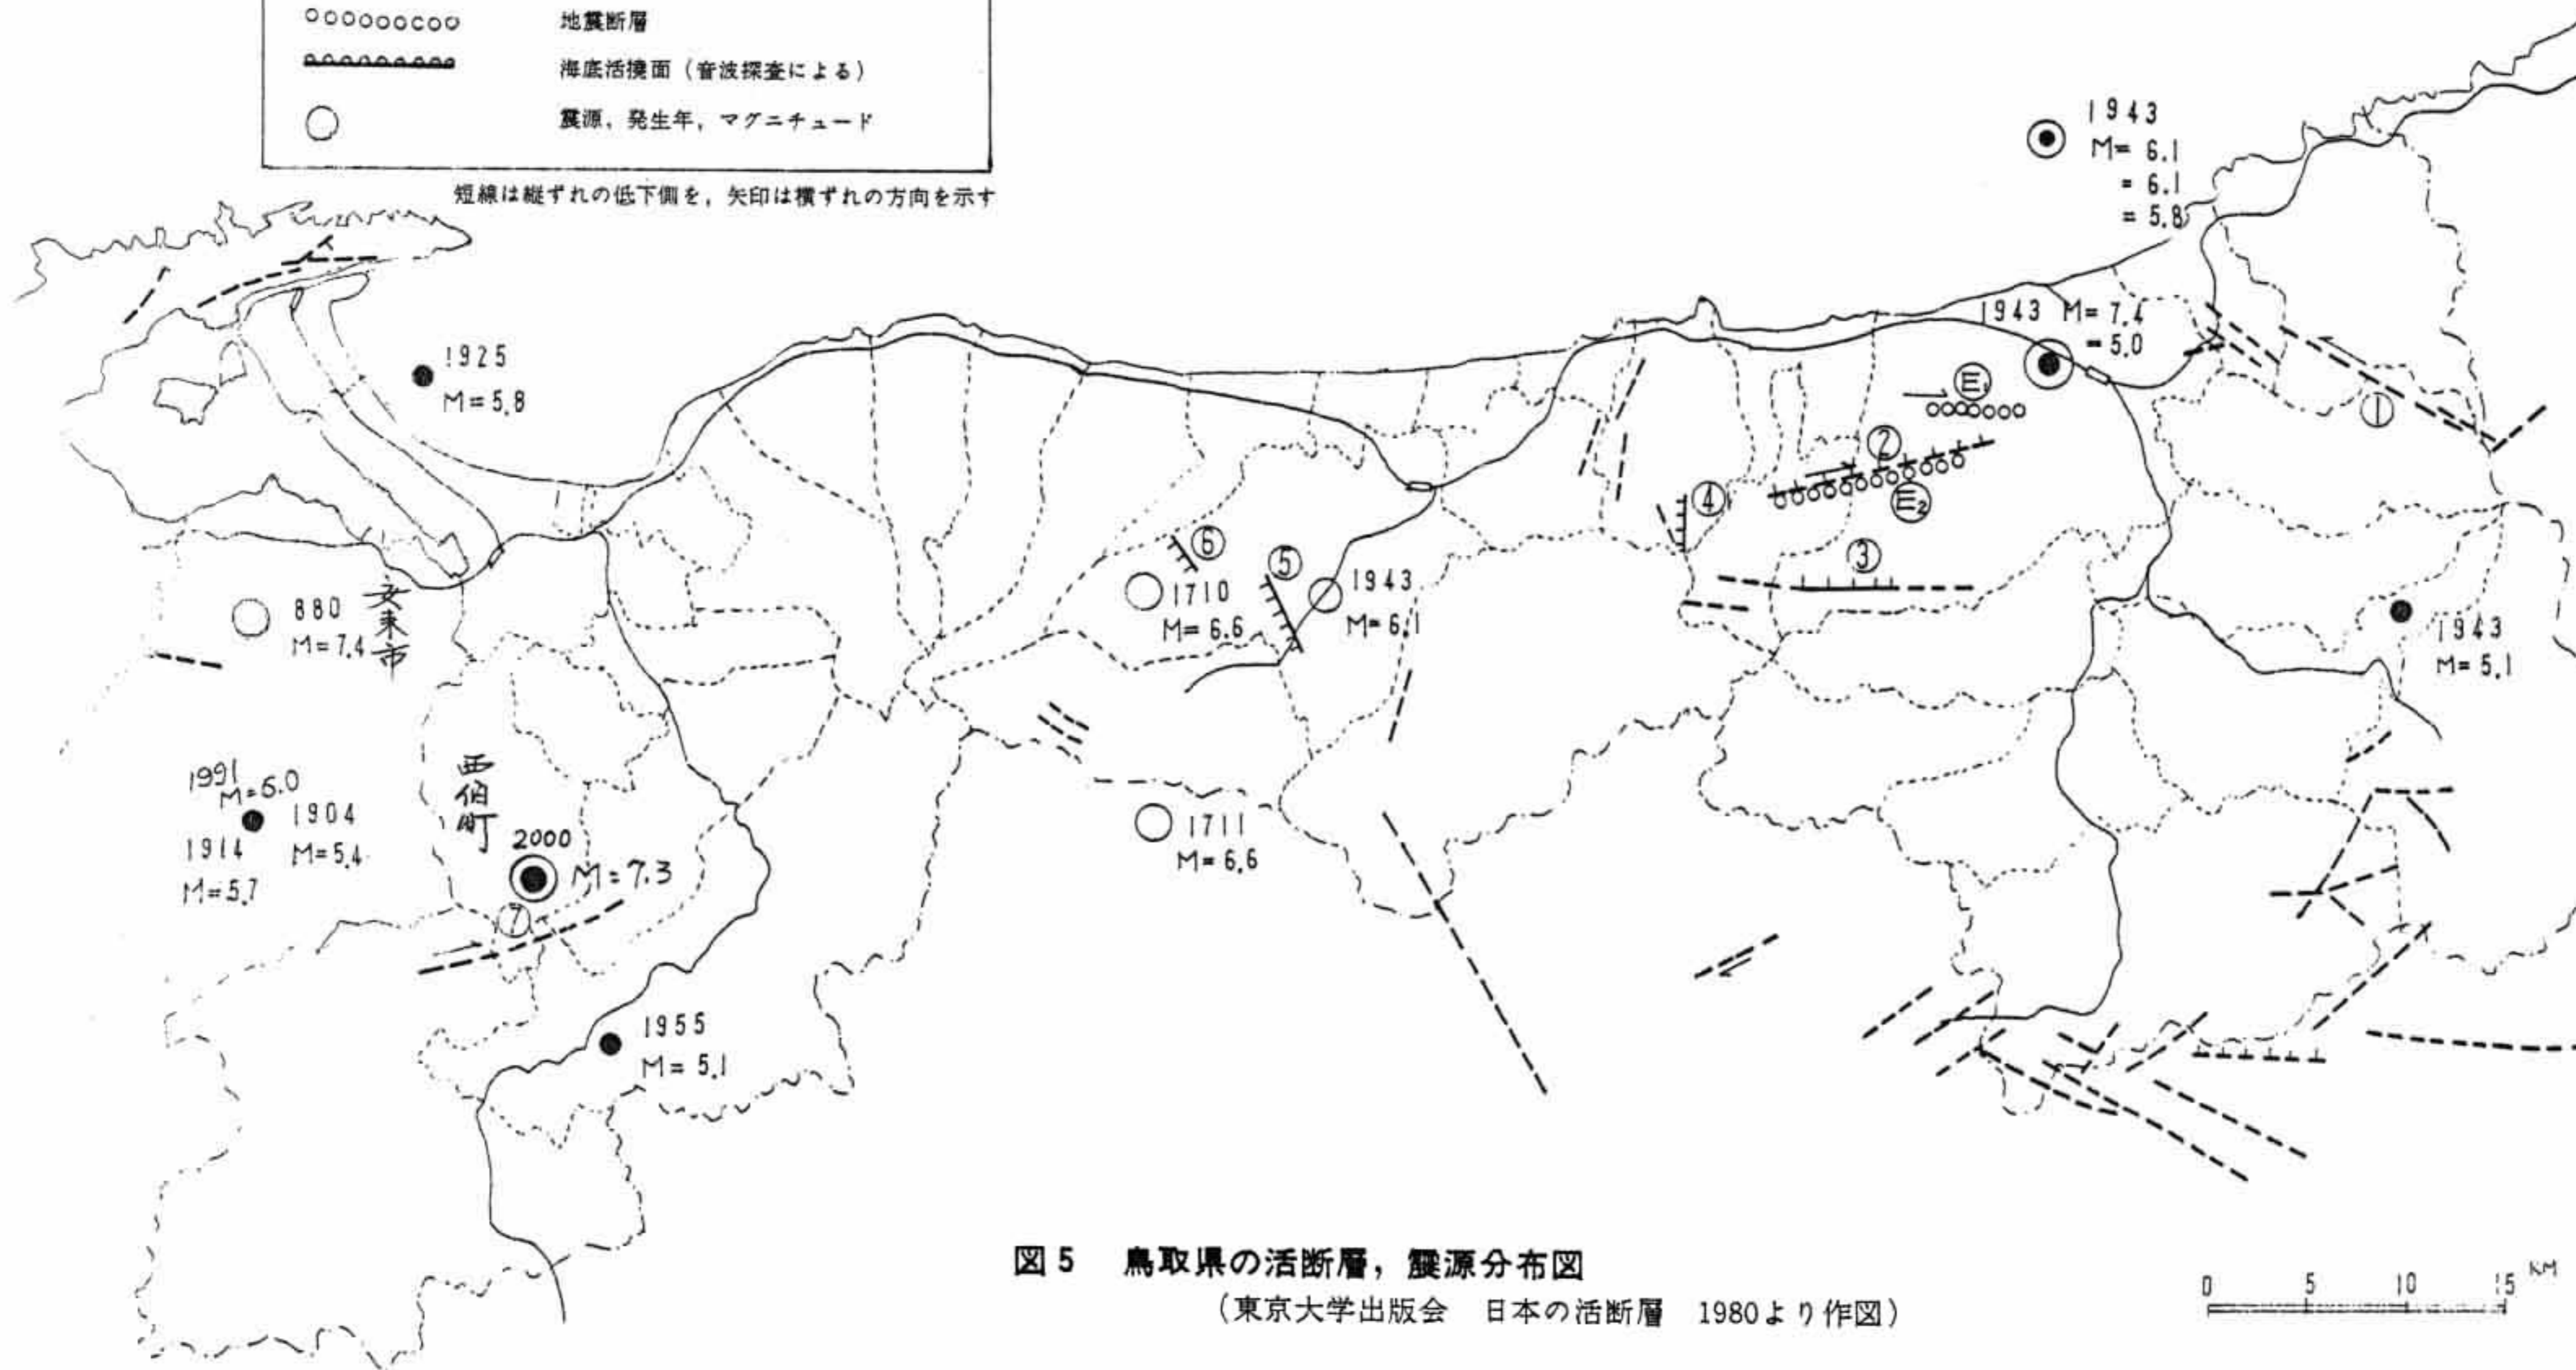 地震断層
海底活撓面（音波探査による）
震源，発生年，マグニチュード
短線は縦ずれの低下側を，矢印は横ずれの方向を示す
1943
M= 6.1
= 6.1
= 5.8
1943 M= 7.4
= 5.0
1925
M= 5.8
E₁
①
②
E₂
④
③
⑥
⑤
1710
M= 6.6
1943
M= 6.1
880
M= 7.4
安来市
1943
M= 5.1
1991
M=6.0
1904
M= 5.4
1914
M= 5.7
西伯町
2000
M=7.3
⑦
1711
M= 6.6
1955
M= 5.1
図5 鳥取県の活断層，震源分布図
（東京大学出版会 日本の活断層 1980より作図）
0 5 10 15 KM